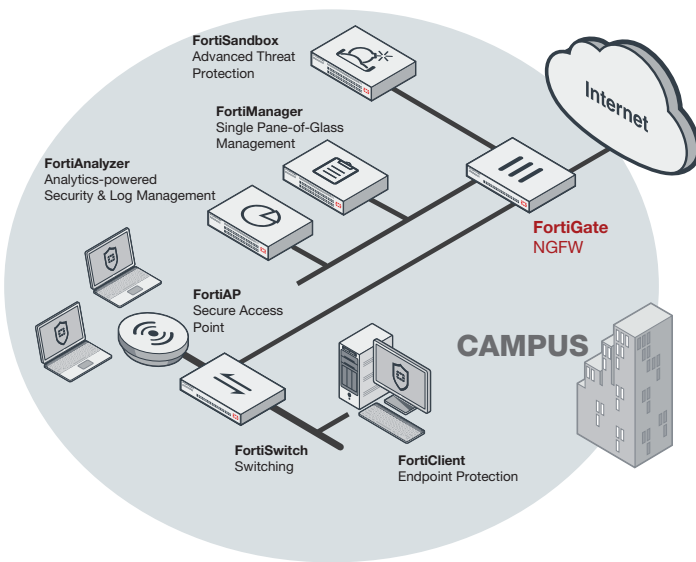 FortiSandbox
Advanced Threat
Protection
FortiManager
Single Pane-of-Glass
Management
FortiAnalyzer
Analytics-powered
Security & Log Management
Internet
FortiGate
NGFW
FortiAP
Secure Access
Point
CAMPUS
FortiSwitch
Switching
FortiClient
Endpoint Protection